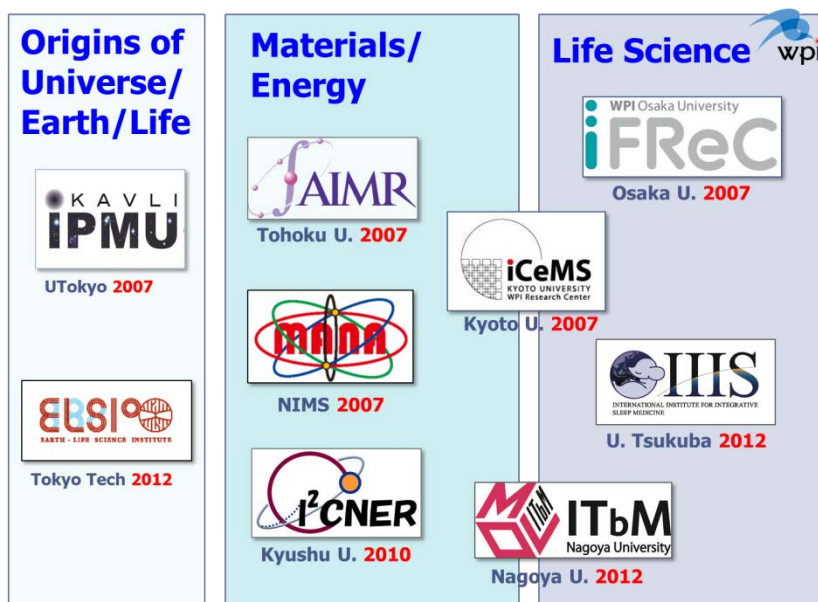 Origins of
Universe/
Earth/Life
KAVLI
iPMU
UTokyo 2007
ELSI
EARTH - LIFE SCIENCE INSTITUTE
Tokyo Tech 2012
Materials/
Energy
AIMR
Tohoku U. 2007
MANA
NIMS 2007
I²CNER
Kyushu U. 2010
iCeMS
KYOTO UNIVERSITY
WPI Research Center
Kyoto U. 2007
MOL ITbM
ITbM
Nagoya University
Nagoya U. 2012
Life Science
wpi
WPI Osaka University
iFReC
Osaka U. 2007
IIIS
INTERNATIONAL INSTITUTE FOR INTEGRATIVE
SLEEP MEDICINE
U. Tsukuba 2012